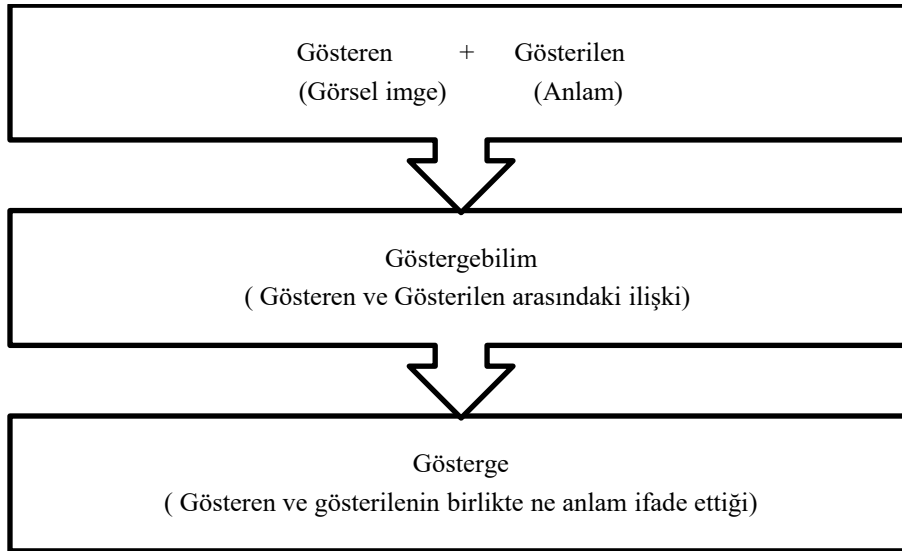 Gösteren + Gösterilen
(Görsel imge) (Anlam)
Göstergebilim
( Gösteren ve Gösterilen arasındaki ilişki)
Gösterge
( Gösteren ve gösterilenin birlikte ne anlam ifade ettiği)